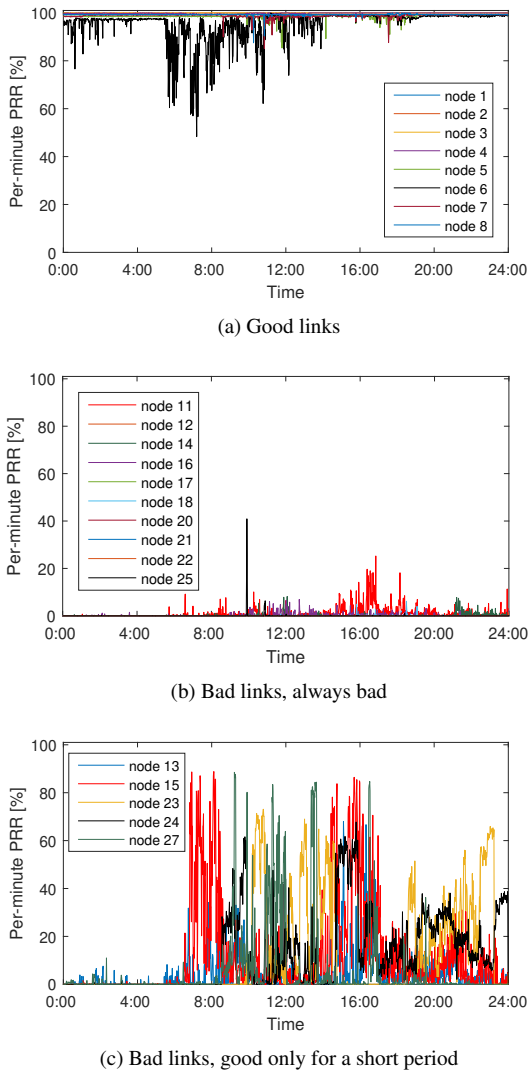 100
80
60
40
20
0
Per-minute PRR [%]
node 1
node 2
node 3
node 4
node 5
node 6
node 7
node 8
0:00 4:00 8:00 12:00 16:00 20:00 24:00
Time
(a) Good links
100
80
60
40
20
0
Per-minute PRR [%]
node 11
node 12
node 14
node 16
node 17
node 18
node 20
node 21
node 22
node 25
0:00 4:00 8:00 12:00 16:00 20:00 24:00
Time
(b) Bad links, always bad
100
80
60
40
20
0
Per-minute PRR [%]
node 13
node 15
node 23
node 24
node 27
0:00 4:00 8:00 12:00 16:00 20:00 24:00
Time
(c) Bad links, good only for a short period